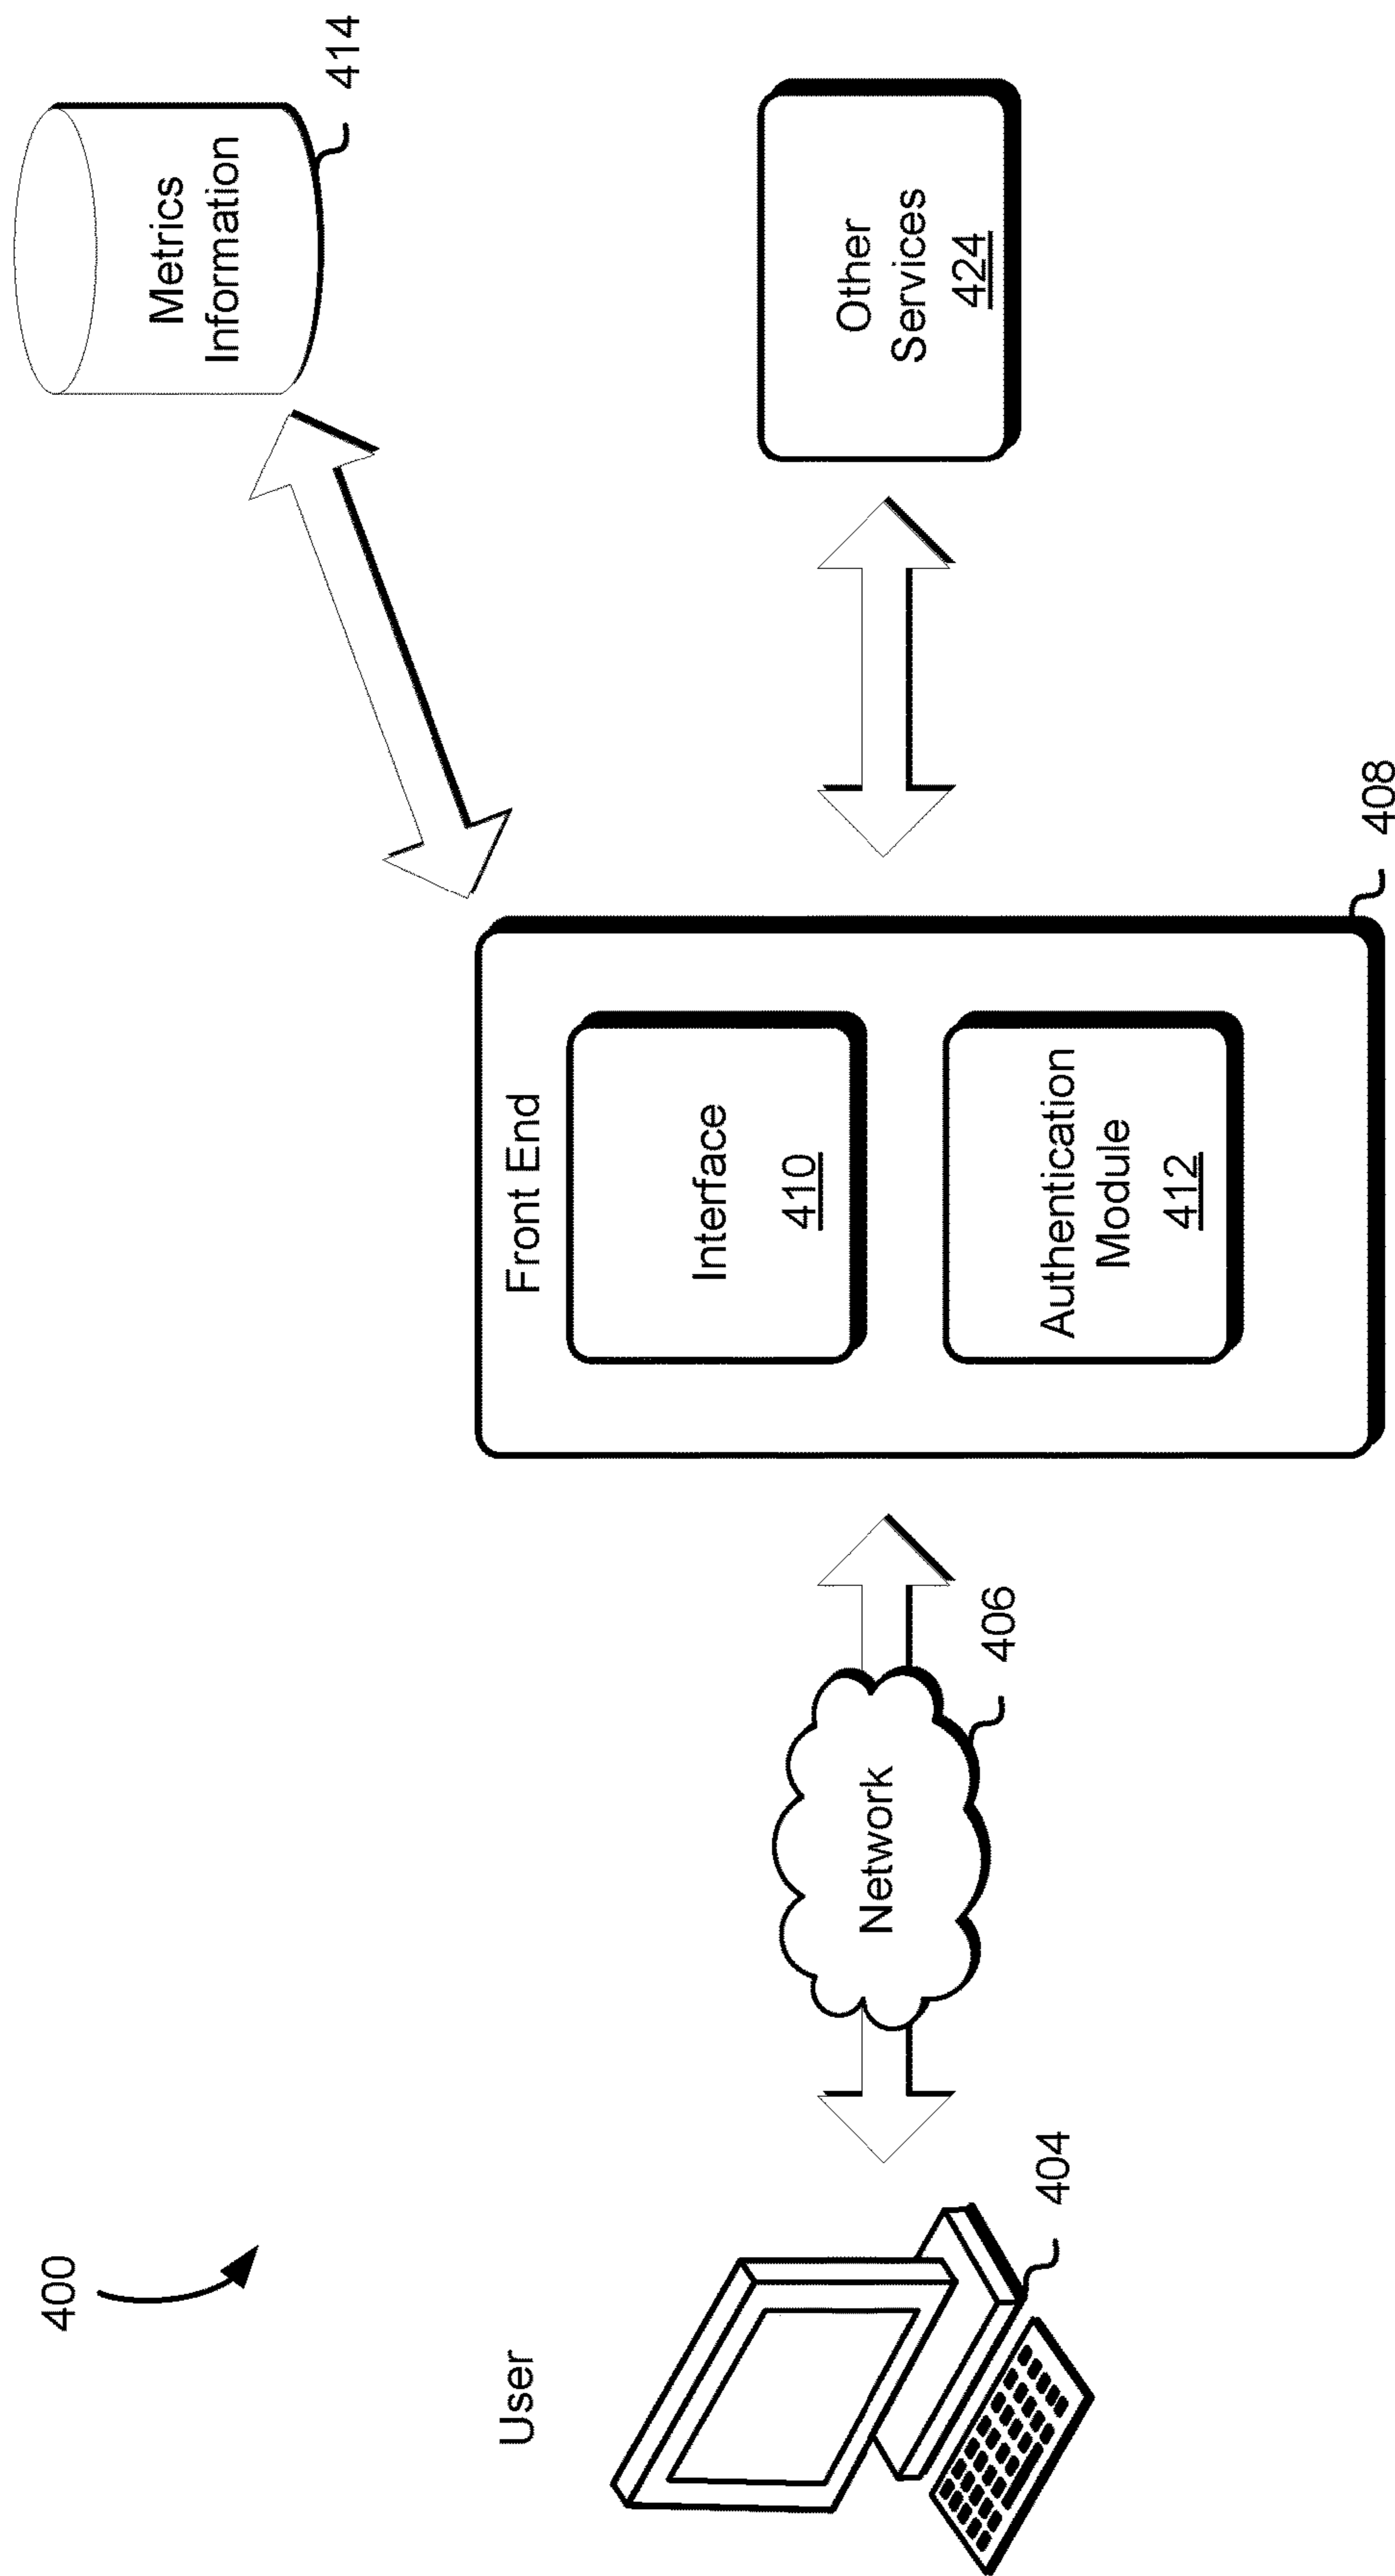 400
User
404
Network
406
Front End
Interface
410
Authentication
Module
412
408
Metrics
Information
414
Other
Services
424